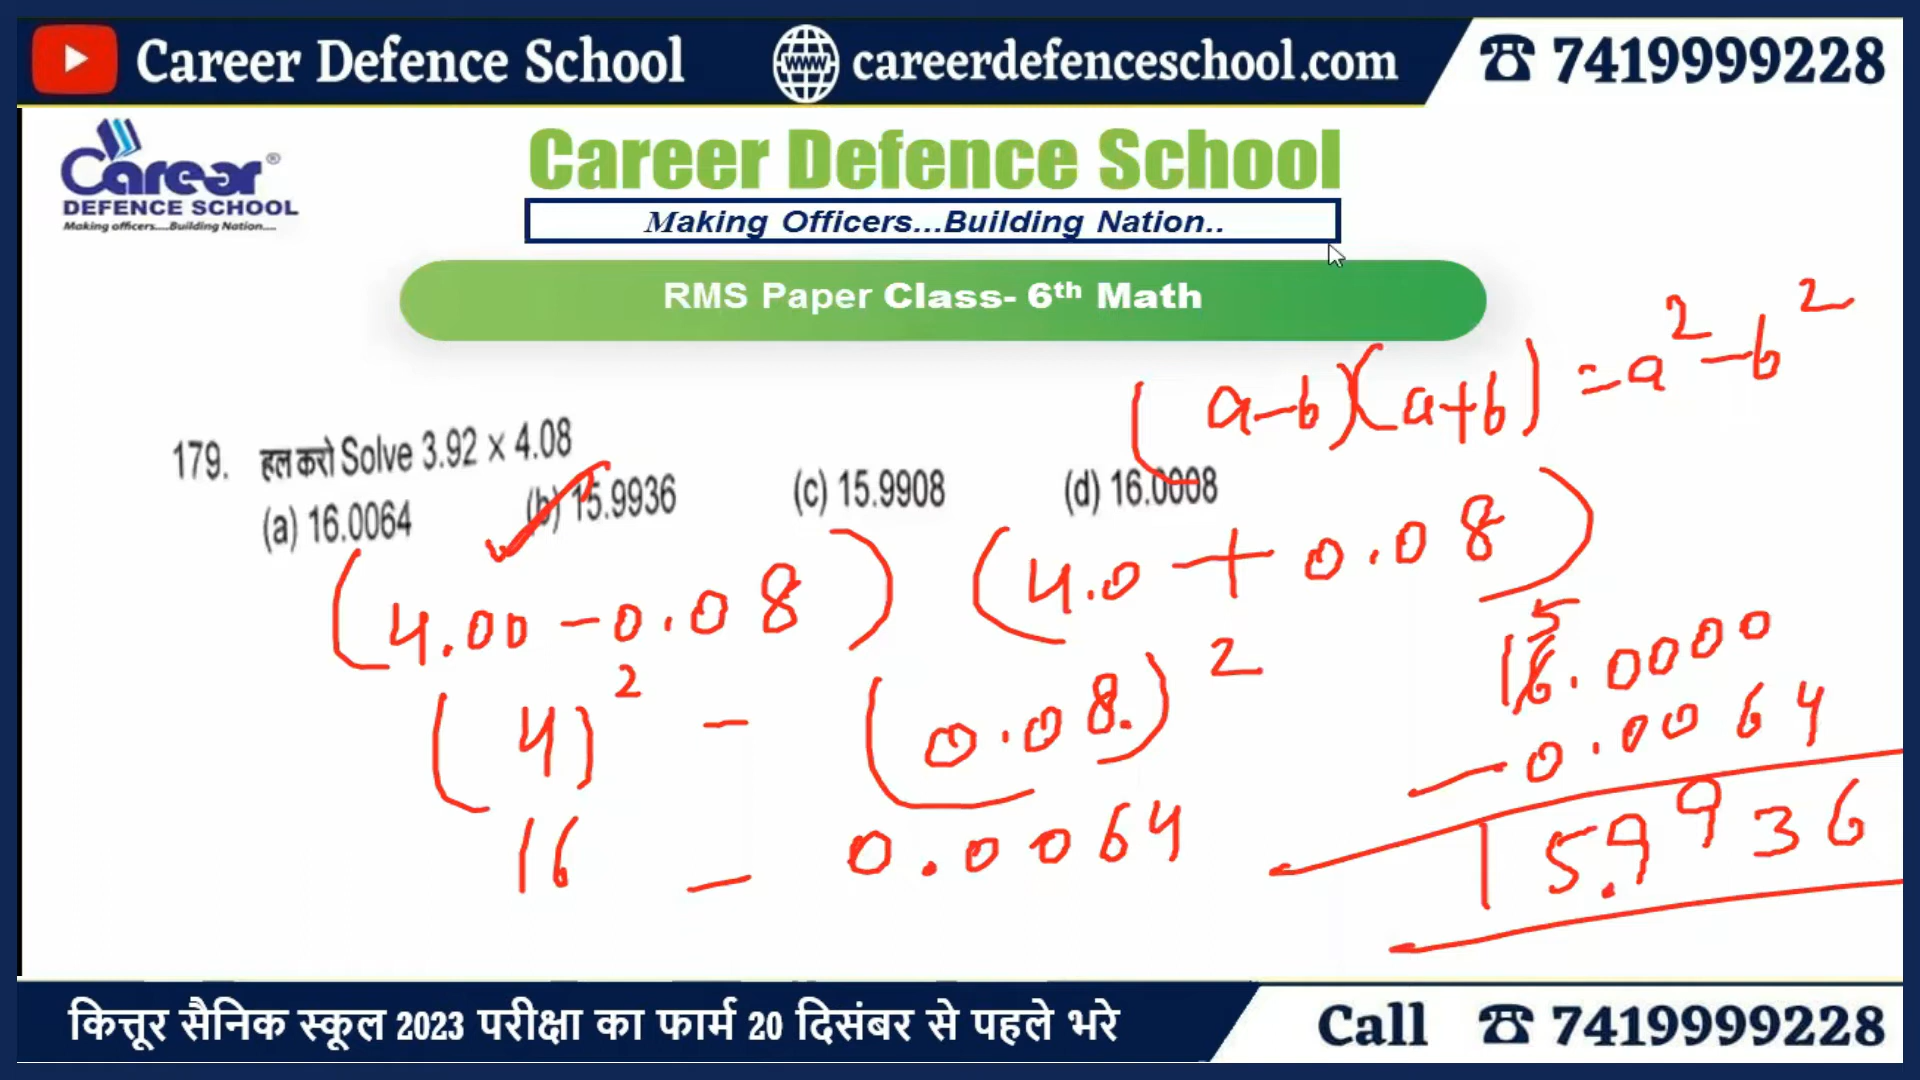 Career Defence School www careerdefenceschool.com ☎ 7419999228
Carear®
DEFENCE SCHOOL
Making officers....Building Nation....
Career Defence School
Making Officers...Building Nation..
RMS Paper Class- 6th Math
(a-b)(a+b) = a² - b²
179. हल करो Solve 3.92 × 4.08
(a) 16.0064 (b) 15.9936 (c) 15.9908 (d) 16.0008
(4.00 - 0.08) (4.0 + 0.08)
(4)² - (0.08.)²
16 - 0.0064
5
16.0000
- 0.0064
15.9936
कित्तूर सैनिक स्कूल 2023 परीक्षा का फार्म 20 दिसंबर से पहले भरे
Call ☎ 7419999228